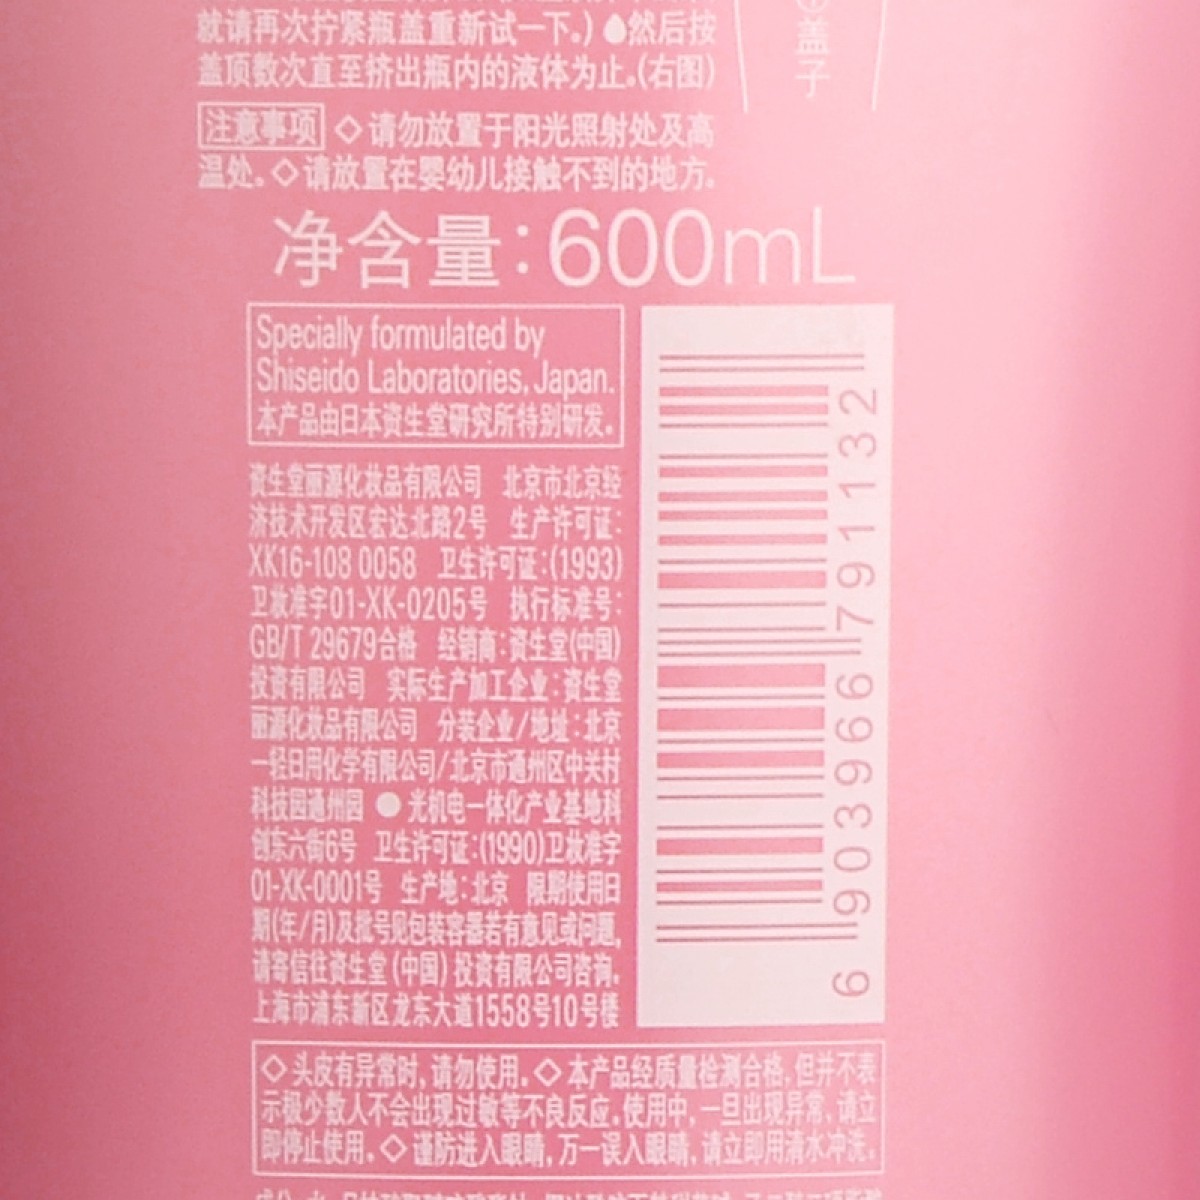 就请再次拧紧瓶盖重新试一下。) 然后按
盖顶数次直至挤出瓶内的液体为止。(右图)
盖子
注意事项 ◇请勿放置于阳光照射处及高
温处。◇请放置在婴幼儿接触不到的地方.
净含量:600mL
Specially formulated by
Shiseido Laboratories, Japan.
本产品由日本资生堂研究所特别研发。
资生堂丽源化妆品有限公司 北京市北京经
济技术开发区宏达北路2号 生产许可证:
XK16-108 0058 卫生许可证:(1993)
卫妆准字01-XK-0205号 执行标准号:
GB/T 29679合格 经销商:资生堂(中国)
投资有限公司 实际生产加工企业:资生堂
丽源化妆品有限公司 分装企业/地址:北京
一轻日用化学有限公司/北京市通州区中关村
科技园通州园 ● 光机电一体化产业基地科
创东六街6号 卫生许可证:(1990)卫妆准字
01-XK-0001号 生产地:北京 限期使用日
期(年/月)及批号见包装容器若有意见或问题,
请寄信往资生堂(中国)投资有限公司咨询.
上海市浦东新区龙东大道1558号10号楼
6 903966 791132
◇头皮有异常时,请勿使用。◇本产品经质量检测合格,但并不表
示极少数人不会出现过敏等不良反应.使用中,一旦出现异常,请立
即停止使用。◇谨防进入眼睛,万一误入眼睛,请立即用清水冲洗。